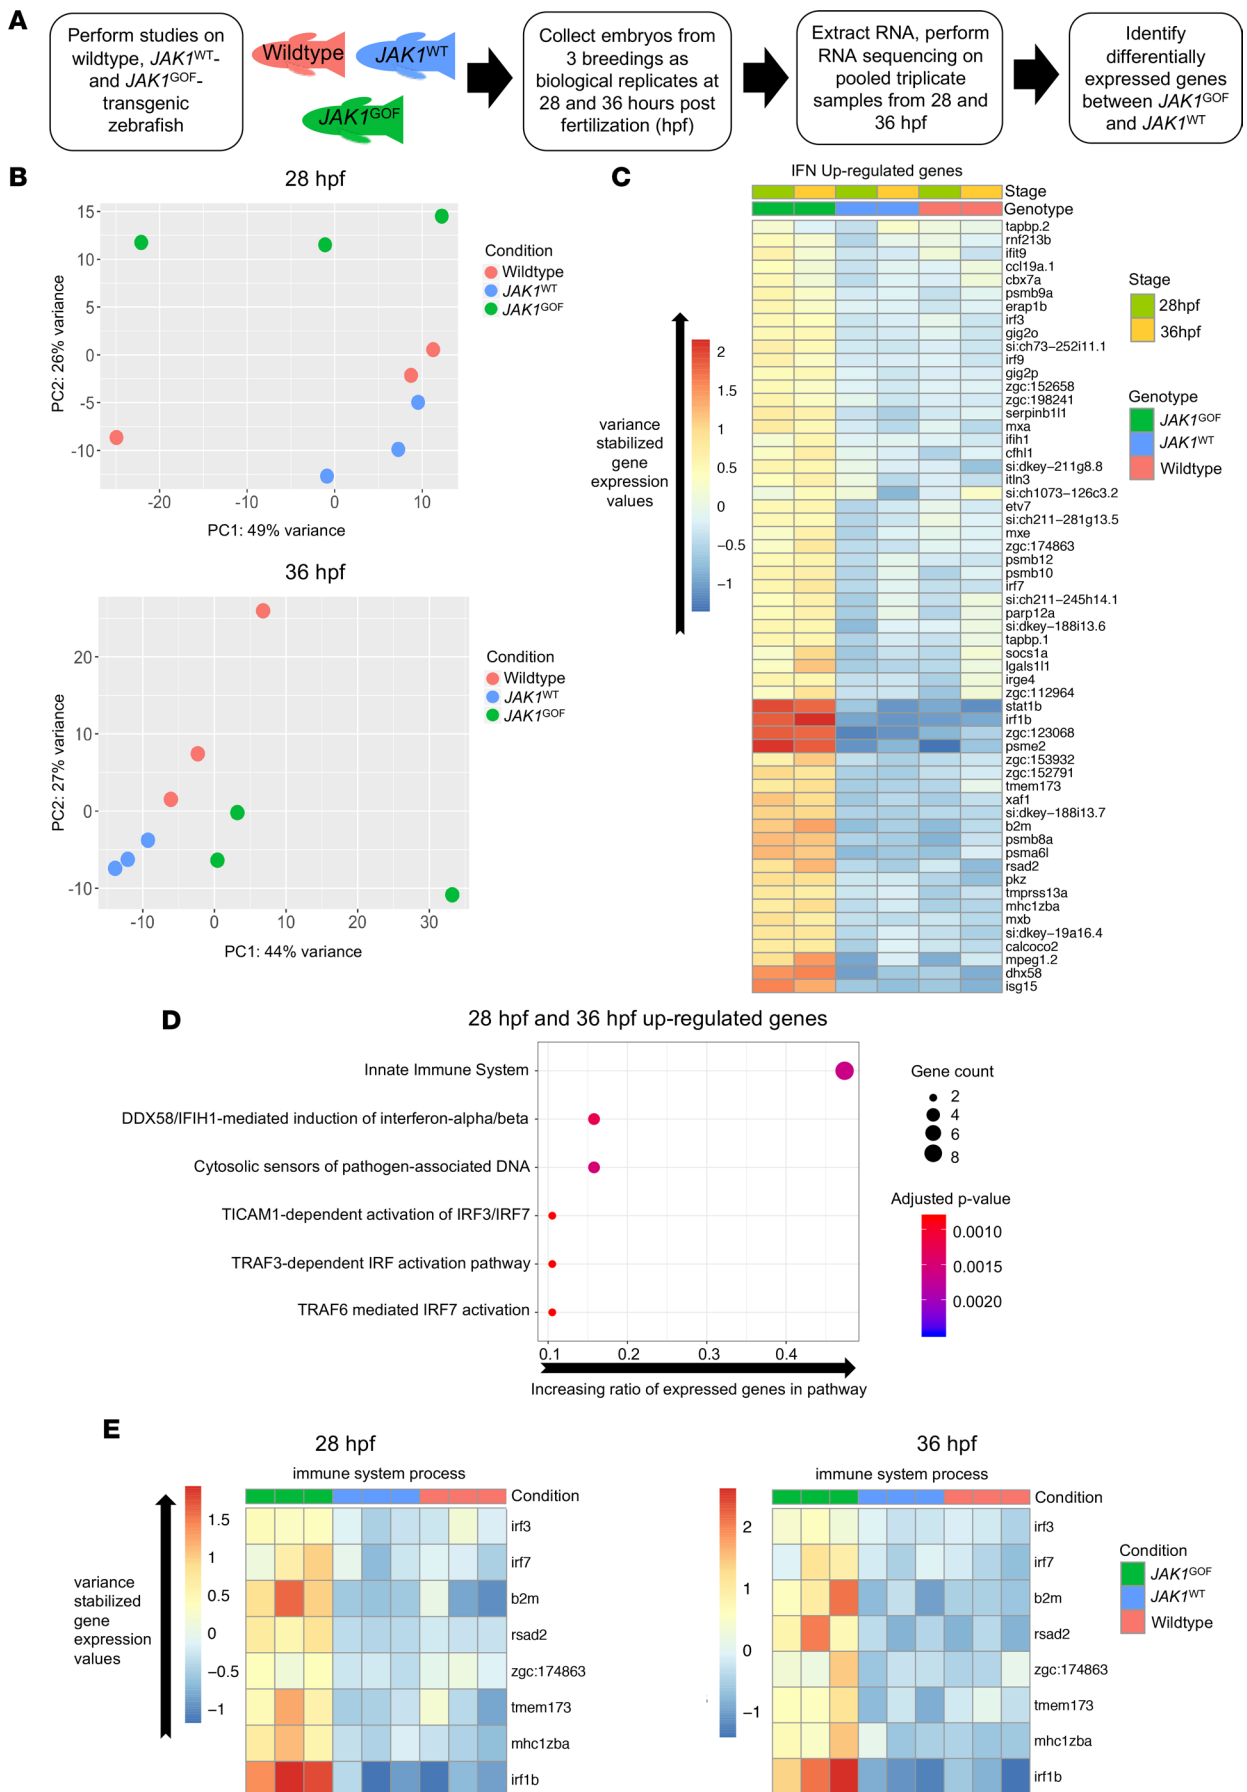 A
Perform studies on
wildtype, JAK1WT-
and JAK1GOF-
transgenic
zebrafish
Wildtype
JAK1WT
JAK1GOF
Collect embryos from
3 breedings as
biological replicates at
28 and 36 hours post
fertilization (hpf)
Extract RNA, perform
RNA sequencing on
pooled triplicate
samples from 28 and
36 hpf
Identify
differentially
expressed genes
between JAK1GOF
and JAK1WT
B
28 hpf
15
10
5
0
-5
-10
PC2: 26% variance
-20
-10
0
10
PC1: 49% variance
Condition
Wildtype
JAK1WT
JAK1GOF
36 hpf
20
10
0
-10
PC2: 27% variance
-10
0
10
20
30
PC1: 44% variance
Condition
Wildtype
JAK1WT
JAK1GOF
C
IFN Up-regulated genes
Stage
Genotype
tapbp.2
rnf213b
ifit9
ccl19a.1
cbx7a
psmb9a
erap1b
irf3
gig2o
si:ch73−252i11.1
irf9
gig2p
zgc:152658
zgc:198241
serpinb1l1
mxa
ifih1
cfhl1
si:dkey−211g8.8
itln3
si:ch1073−126c3.2
etv7
si:ch211−281g13.5
mxe
zgc:174863
psmb12
psmb10
irf7
si:ch211−245h14.1
parp12a
si:dkey−188i13.6
tapbp.1
socs1a
lgals1l1
irge4
zgc:112964
stat1b
irf1b
zgc:123068
psme2
zgc:153932
zgc:152791
tmem173
xaf1
si:dkey−188i13.7
b2m
psmb8a
psma6l
rsad2
pkz
tmprss13a
mhc1zba
mxb
si:dkey−19a16.4
calcoco2
mpeg1.2
dhx58
isg15
variance
stabilized
gene
expression
values
2
1.5
1
0.5
0
−0.5
−1
Stage
28hpf
36hpf
Genotype
JAK1GOF
JAK1WT
Wildtype
D
28 hpf and 36 hpf up-regulated genes
Innate Immune System
DDX58/IFIH1-mediated induction of interferon-alpha/beta
Cytosolic sensors of pathogen-associated DNA
TICAM1-dependent activation of IRF3/IRF7
TRAF3-dependent IRF activation pathway
TRAF6 mediated IRF7 activation
0.1
0.2
0.3
0.4
Increasing ratio of expressed genes in pathway
Gene count
2
4
6
8
Adjusted p-value
0.0010
0.0015
0.0020
E
28 hpf
immune system process
Condition
variance
stabilized
gene
expression
values
1.5
1
0.5
0
−0.5
−1
irf3
irf7
b2m
rsad2
zgc:174863
tmem173
mhc1zba
irf1b
36 hpf
immune system process
Condition
2
1
0
−1
irf3
irf7
b2m
rsad2
zgc:174863
tmem173
mhc1zba
irf1b
Condition
JAK1GOF
JAK1WT
Wildtype